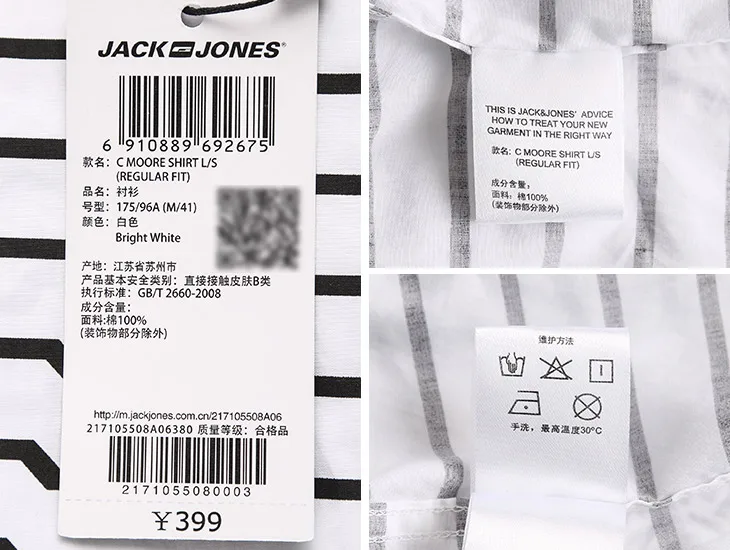 JACK JONES®
6 910889 692675
款名: C MOORE SHIRT L/S
(REGULAR FIT)
品名: 衬衫
号型: 175/96A (M/41)
颜色: 白色
Bright White
产地: 江苏省苏州市
产品基本安全类别: 直接接触皮肤B类
执行标准: GB/T 2660-2008
成分含量:
面料:棉100%
(装饰物部分除外)
http://m.jackjones.com.cn/217105508A06
217105508A06380 质量等级: 合格品
2171055080003
￥399
THIS IS JACK&JONES' ADVICE
HOW TO TREAT YOUR NEW
GARMENT IN THE RIGHT WAY
款名: C MOORE SHIRT L/S
(REGULAR FIT)
成分含量,
面料: 棉100%
(装饰物部分除外)
维护方法
手洗, 最高温度30°C